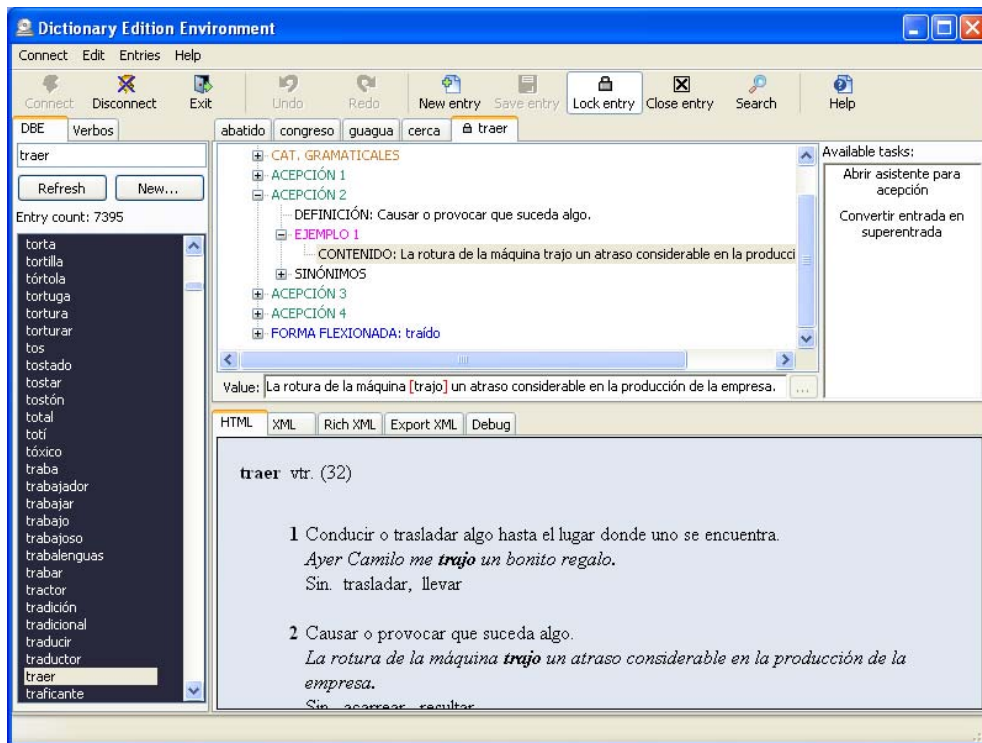 Dictionary Edition Environment
Connect Edit Entries Help
Connect Disconnect Exit Undo Redo New entry Save entry Lock entry Close entry Search Help
DBE Verbos
traer
Refresh New...
Entry count: 7395
torta
tortilla
tórtola
tortuga
tortura
torturar
tos
tostado
tostar
tostón
total
totí
tóxico
traba
trabajador
trabajar
trabajo
trabajoso
trabalenguas
trabar
tractor
tradición
tradicional
traducir
traductor
traer
traficante
abatido congreso guagua cerca traer
CAT. GRAMATICALES
ACEPCIÓN 1
ACEPCIÓN 2
DEFINICIÓN: Causar o provocar que suceda algo.
EJEMPLO 1
CONTENIDO: La rotura de la máquina trajo un atraso considerable en la producci
SINÓNIMOS
ACEPCIÓN 3
ACEPCIÓN 4
FORMA FLEXIONADA: traído
Value: La rotura de la máquina [trajo] un atraso considerable en la producción de la empresa. ...
Available tasks:
Abrir asistente para
acepción
Convertir entrada en
superentrada
HTML XML Rich XML Export XML Debug
traer vtr. (32)
1 Conducir o trasladar algo hasta el lugar donde uno se encuentra.
Ayer Camilo me trajo un bonito regalo.
Sin. trasladar, llevar
2 Causar o provocar que suceda algo.
La rotura de la máquina trajo un atraso considerable en la producción de la
empresa.
Sin. acarrear, resultar